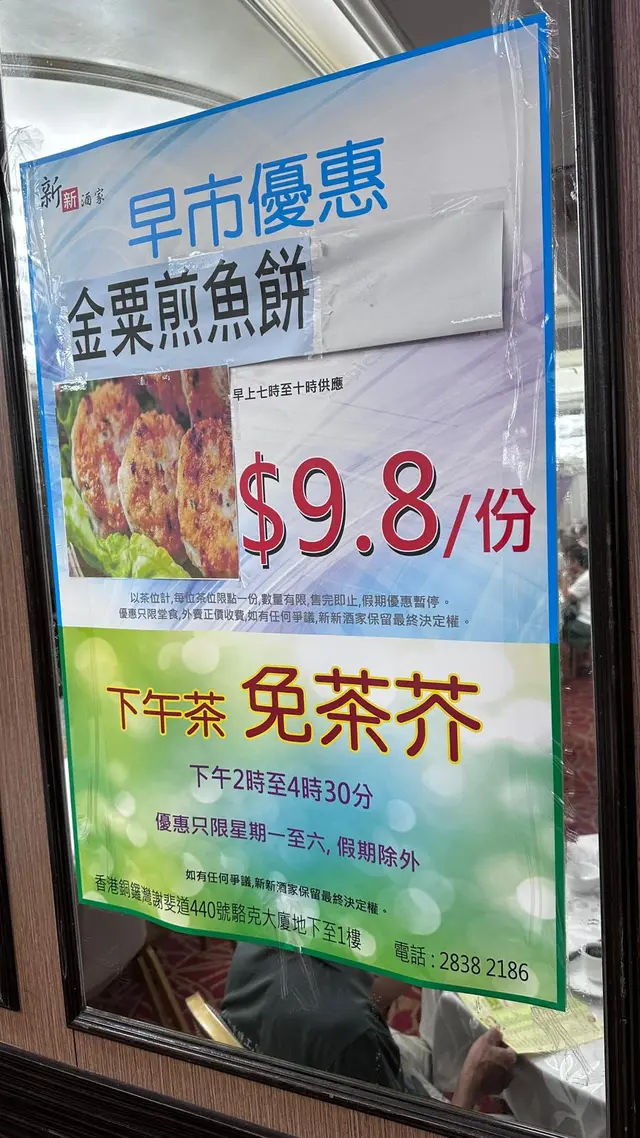 新新酒家
早市優惠
金粟煎魚餅
早上七時至十時供應
$9.8/份
以茶位計,每位茶位限點一份,數量有限,售完即止,假期優惠暫停。
優惠只限堂食,外賣正價收費,如有任何爭議,新新酒家保留最終決定權。
下午茶 免茶芥
下午2時至4時30分
優惠只限星期一至六, 假期除外
如有任何爭議,新新酒家保留最終決定權。
香港銅鑼灣謝斐道440號駱克大廈地下至1樓
電話 : 2838 2186